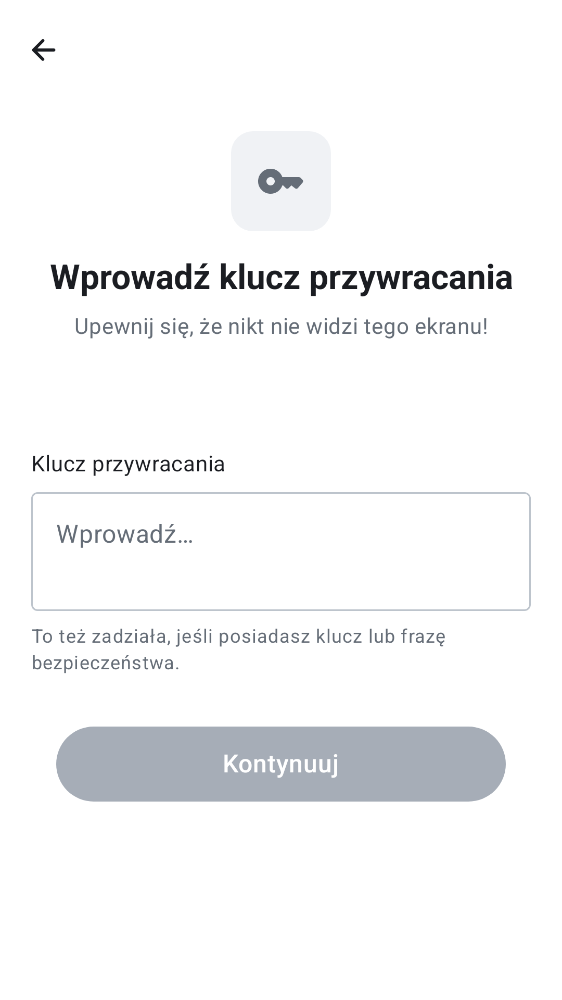 Wprowadź klucz przywracania
Upewnij się, że nikt nie widzi tego ekranu!
Klucz przywracania
Wprowadź…
To też zadziała, jeśli posiadasz klucz lub frazę
bezpieczeństwa.
Kontynuuj